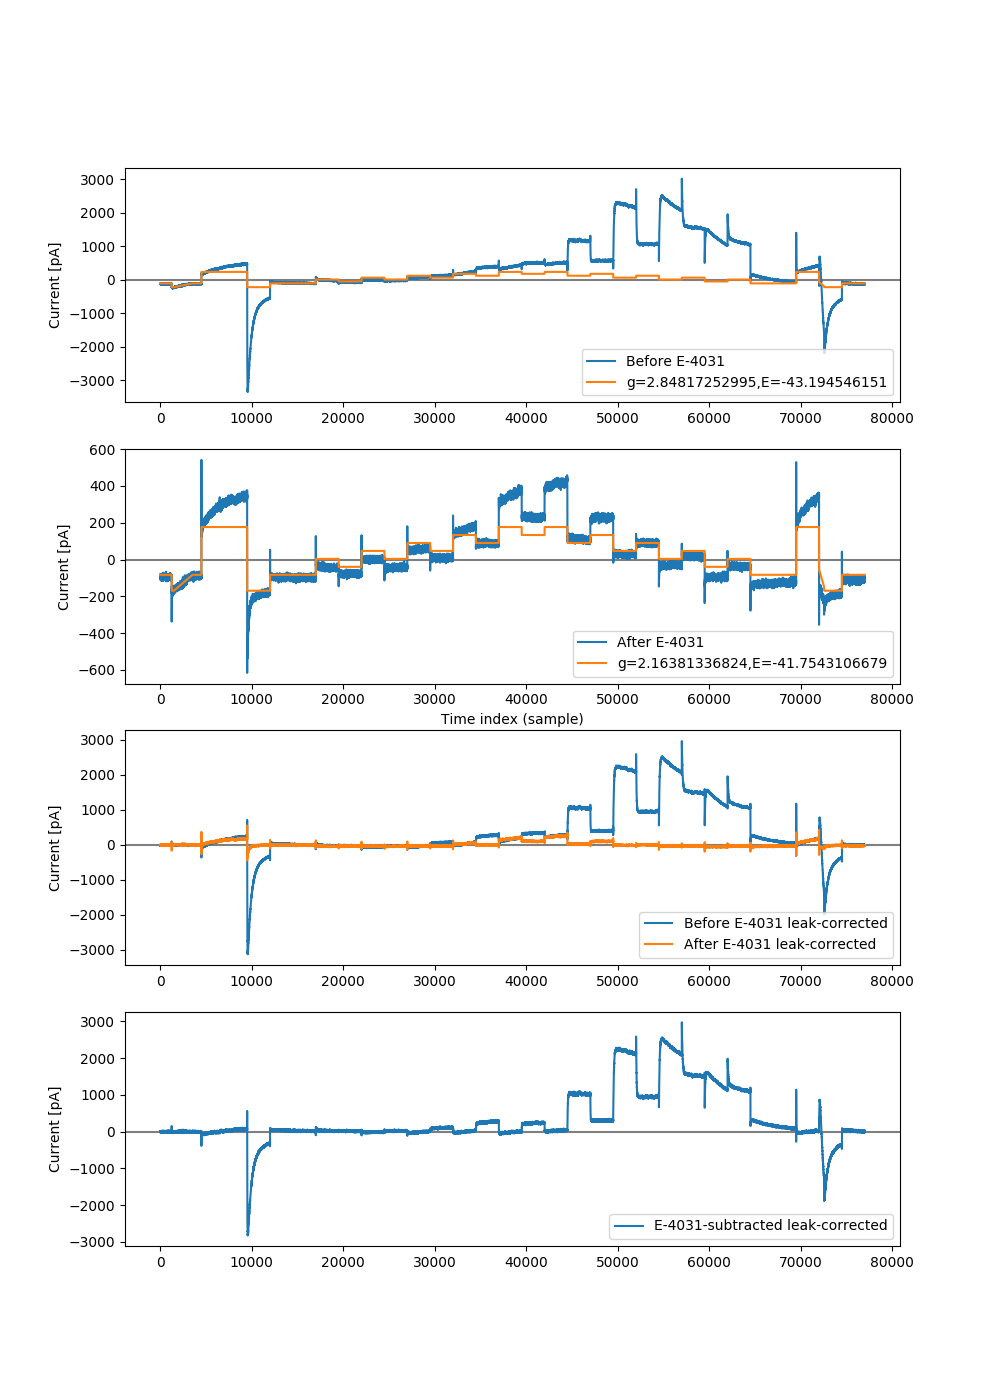 3000
2000
1000
0
−1000
−2000
−3000
Current [pA]
Before E-4031
g=2.84817252995,E=-43.194546151
0 10000 20000 30000 40000 50000 60000 70000 80000
600
400
200
0
−200
−400
−600
Current [pA]
After E-4031
g=2.16381336824,E=-41.7543106679
0 10000 20000 30000 40000 50000 60000 70000 80000
Time index (sample)
3000
2000
1000
0
−1000
−2000
−3000
Current [pA]
Before E-4031 leak-corrected
After E-4031 leak-corrected
0 10000 20000 30000 40000 50000 60000 70000 80000
3000
2000
1000
0
−1000
−2000
−3000
Current [pA]
E-4031-subtracted leak-corrected
0 10000 20000 30000 40000 50000 60000 70000 80000